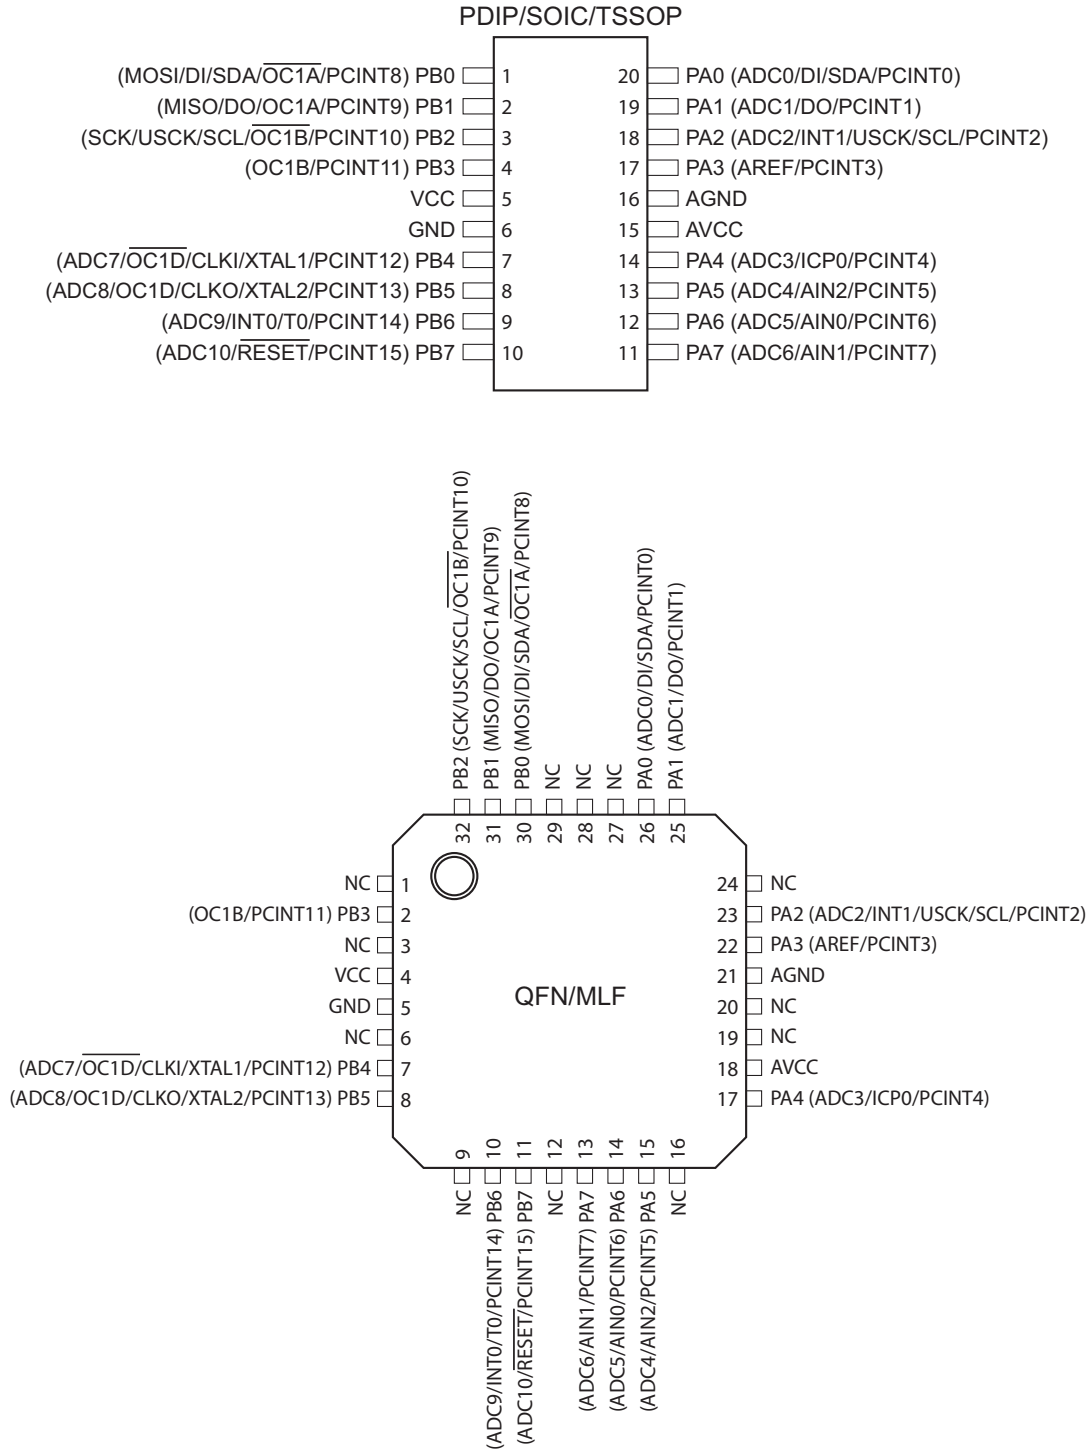 PDIP/SOIC/TSSOP
(MOSI/DI/SDA/OC1A/PCINT8) PB0 1 20 PA0 (ADC0/DI/SDA/PCINT0)
(MISO/DO/OC1A/PCINT9) PB1 2 19 PA1 (ADC1/DO/PCINT1)
(SCK/USCK/SCL/OC1B/PCINT10) PB2 3 18 PA2 (ADC2/INT1/USCK/SCL/PCINT2)
(OC1B/PCINT11) PB3 4 17 PA3 (AREF/PCINT3)
VCC 5 16 AGND
GND 6 15 AVCC
(ADC7/OC1D/CLKI/XTAL1/PCINT12) PB4 7 14 PA4 (ADC3/ICP0/PCINT4)
(ADC8/OC1D/CLKO/XTAL2/PCINT13) PB5 8 13 PA5 (ADC4/AIN2/PCINT5)
(ADC9/INT0/T0/PCINT14) PB6 9 12 PA6 (ADC5/AIN0/PCINT6)
(ADC10/RESET/PCINT15) PB7 10 11 PA7 (ADC6/AIN1/PCINT7)
PB2 (SCK/USCK/SCL/OC1B/PCINT10)
PB1 (MISO/DO/OC1A/PCINT9)
PB0 (MOSI/DI/SDA/OC1A/PCINT8)
NC
NC
NC
PA0 (ADC0/DI/SDA/PCINT0)
PA1 (ADC1/DO/PCINT1)
32 31 30 29 28 27 26 25
NC 1 24 NC
(OC1B/PCINT11) PB3 2 23 PA2 (ADC2/INT1/USCK/SCL/PCINT2)
NC 3 22 PA3 (AREF/PCINT3)
VCC 4 21 AGND
QFN/MLF
GND 5 20 NC
NC 6 19 NC
(ADC7/OC1D/CLKI/XTAL1/PCINT12) PB4 7 18 AVCC
(ADC8/OC1D/CLKO/XTAL2/PCINT13) PB5 8 17 PA4 (ADC3/ICP0/PCINT4)
9 10 11 12 13 14 15 16
NC
(ADC9/INT0/T0/PCINT14) PB6
(ADC10/RESET/PCINT15) PB7
NC
(ADC6/AIN1/PCINT7) PA7
(ADC5/AIN0/PCINT6) PA6
(ADC4/AIN2/PCINT5) PA5
NC